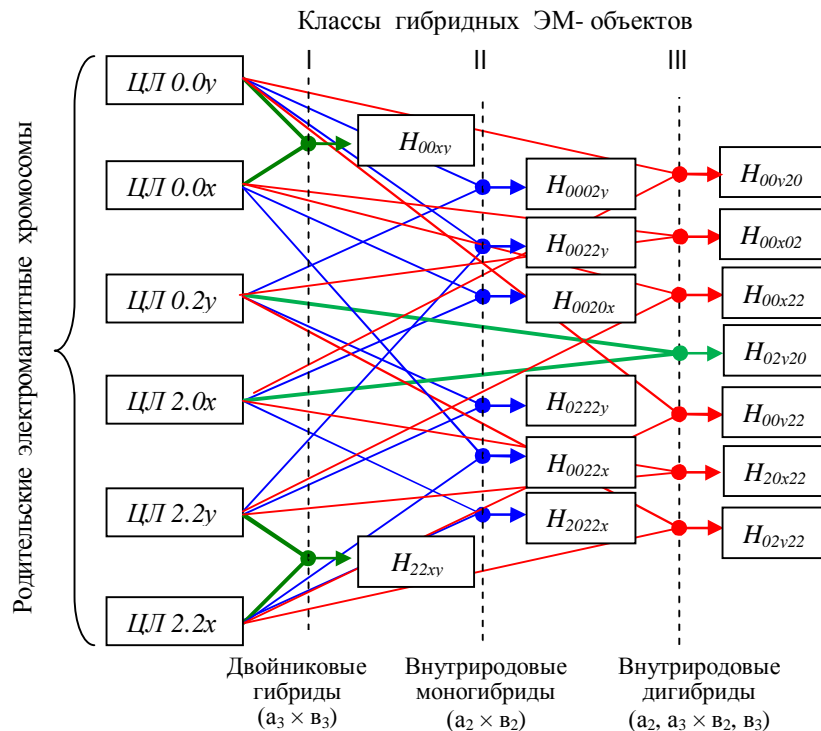 Классы гибридных ЭМ- объектов
I II III
Родительские электромагнитные хромосомы
ЦЛ 0.0y
ЦЛ 0.0x
ЦЛ 0.2y
ЦЛ 2.0x
ЦЛ 2.2y
ЦЛ 2.2x
H00xy
H22xy
H0002y
H0022y
H0020x
H0222y
H0022x
H2022x
H00y20
H00x02
H00x22
H02y20
H00y22
H20x22
H02y22
Двойниковые
гибриды
(а3 × в3)
Внутриродовые
моногибриды
(а2 × в2)
Внутриродовые
дигибриды
(а2, а3 × в2, в3)